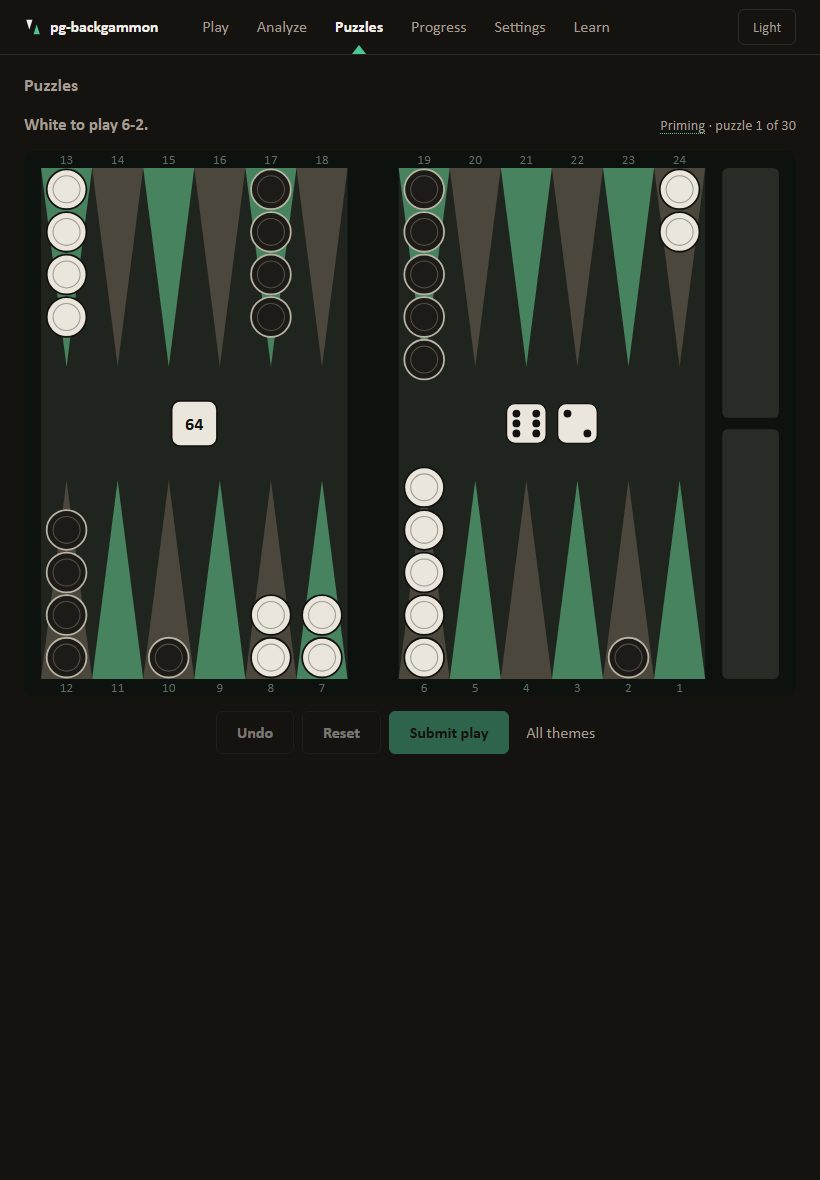 pg-backgammon Play Analyze Puzzles Progress Settings Learn Light
Puzzles
White to play 6-2. Priming · puzzle 1 of 30
13 14 15 16 17 18 19 20 21 22 23 24
64
12 11 10 9 8 7 6 5 4 3 2 1
Undo Reset Submit play All themes